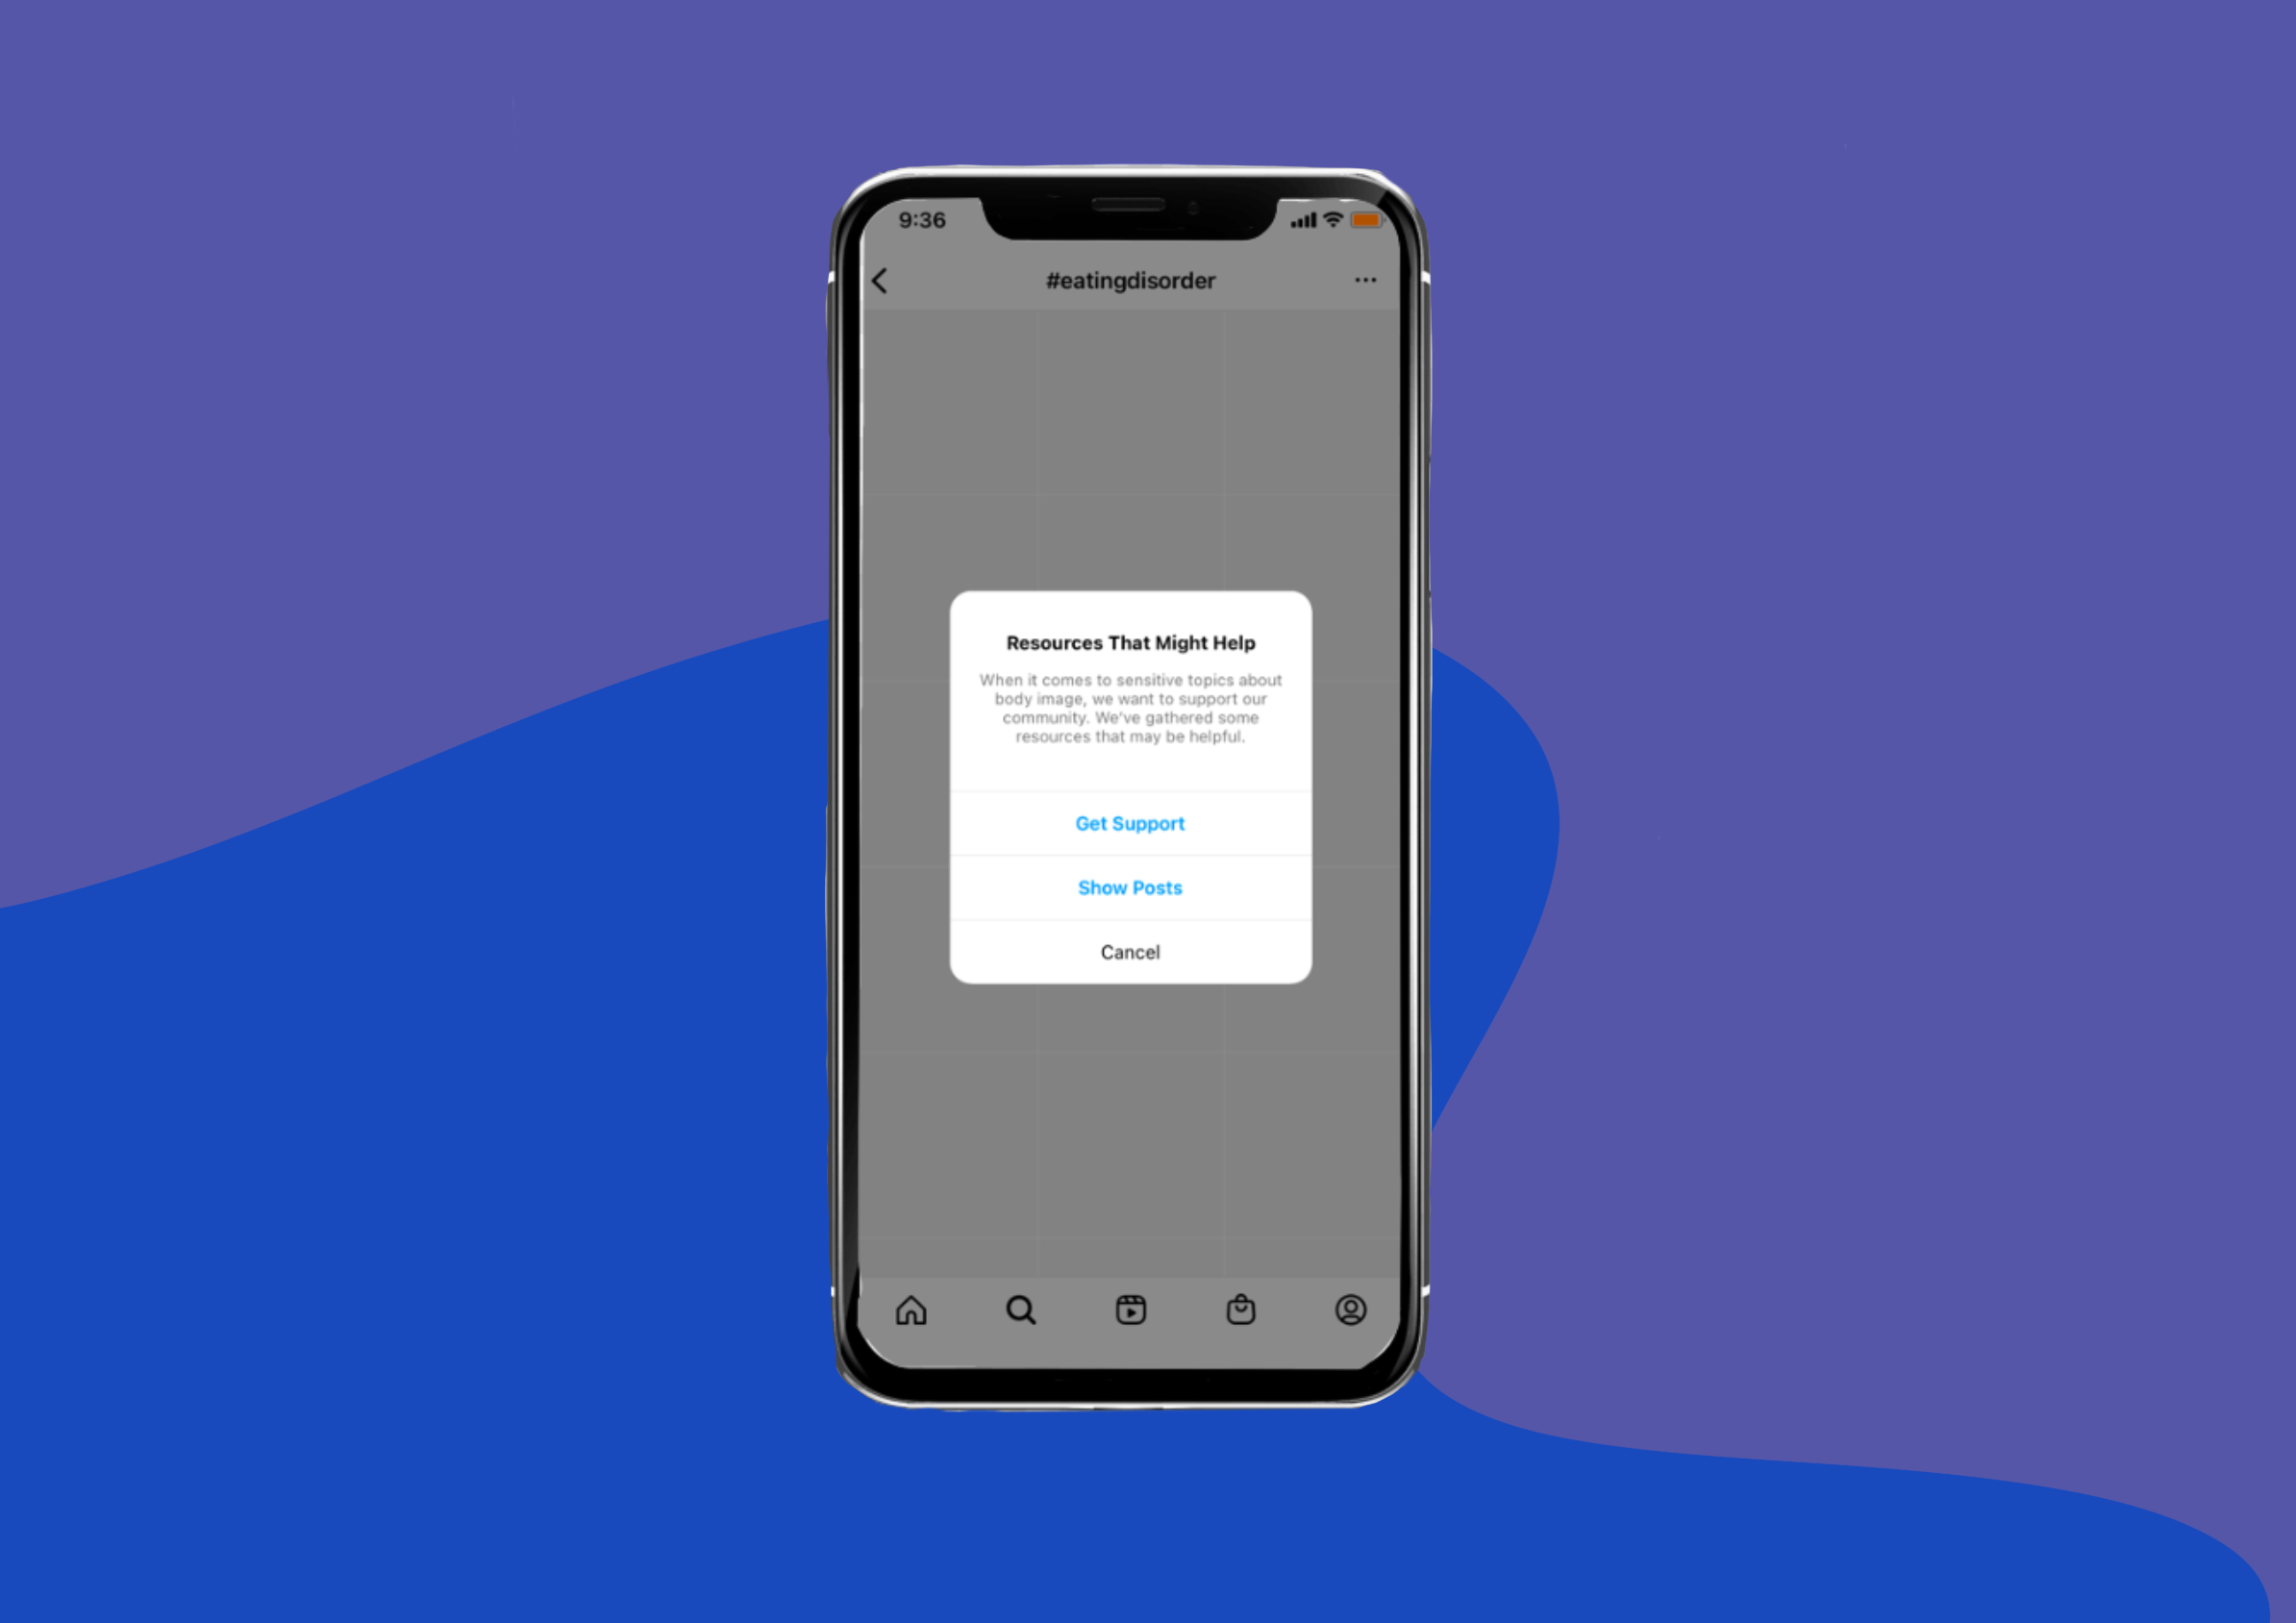 9:36
#eatingdisorder
Resources That Might Help
When it comes to sensitive topics about
body image, we want to support our
community. We've gathered some
resources that may be helpful.
Get Support
Show Posts
Cancel